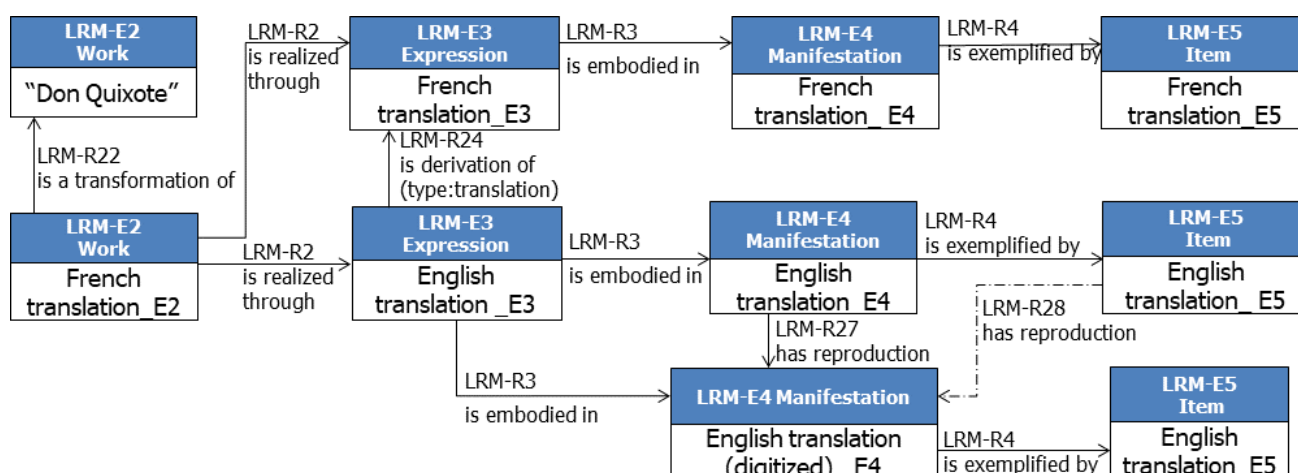 LRM-E2
Work
"Don Quixote"
LRM-R2
is realized
through
LRM-E3
Expression
French
translation_E3
LRM-R3
is embodied in
LRM-E4
Manifestation
French
translation_ E4
LRM-R4
is exemplified by
LRM-E5
Item
French
translation_E5
LRM-R22
is a transformation of
LRM-R24
is derivation of
(type:translation)
LRM-E2
Work
French
translation_E2
LRM-R2
is realized
through
LRM-E3
Expression
English
translation _E3
LRM-R3
is embodied in
LRM-E4
Manifestation
English
translation_E4
LRM-R4
is exemplified by
LRM-E5
Item
English
translation_E5
LRM-R27
has reproduction
LRM-R28
has reproduction
LRM-R3
is embodied in
LRM-E4 Manifestation
English translation
(digitized)_ E4
LRM-R4
is exemplified by
LRM-E5
Item
English
translation_E5